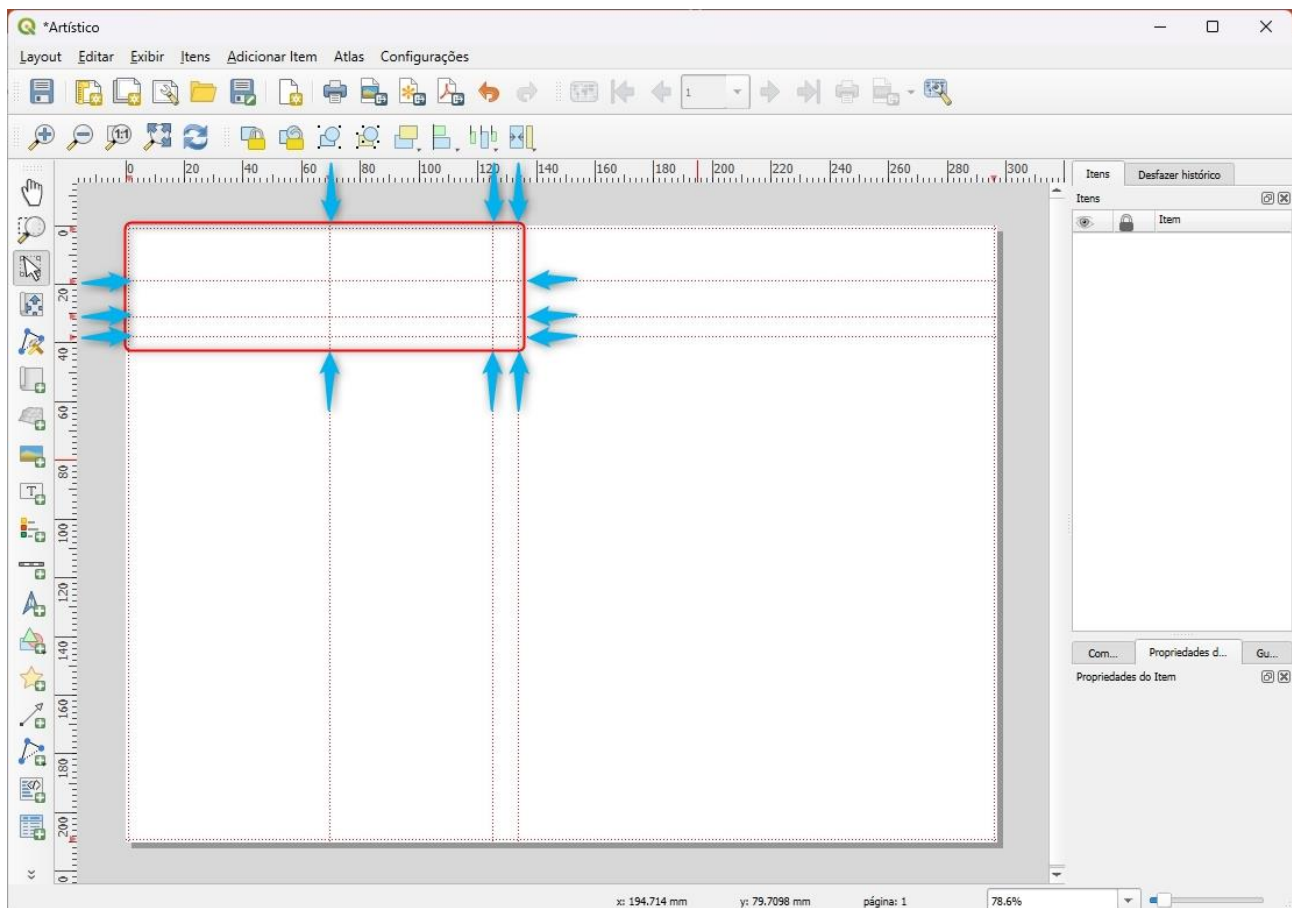 *Artístico
Layout Editar Exibir Itens Adicionar Item Atlas Configurações
1
1:1
0 20 40 60 80 100 120 140 160 180 200 220 240 260 280 300
Itens Desfazer histórico
Itens
Item
0
20
40
60
80
100
120
140
160
180
200
0
Com... Propriedades d... Gu...
Propriedades do Item
x: 194.714 mm y: 79.7098 mm página: 1 78.6%